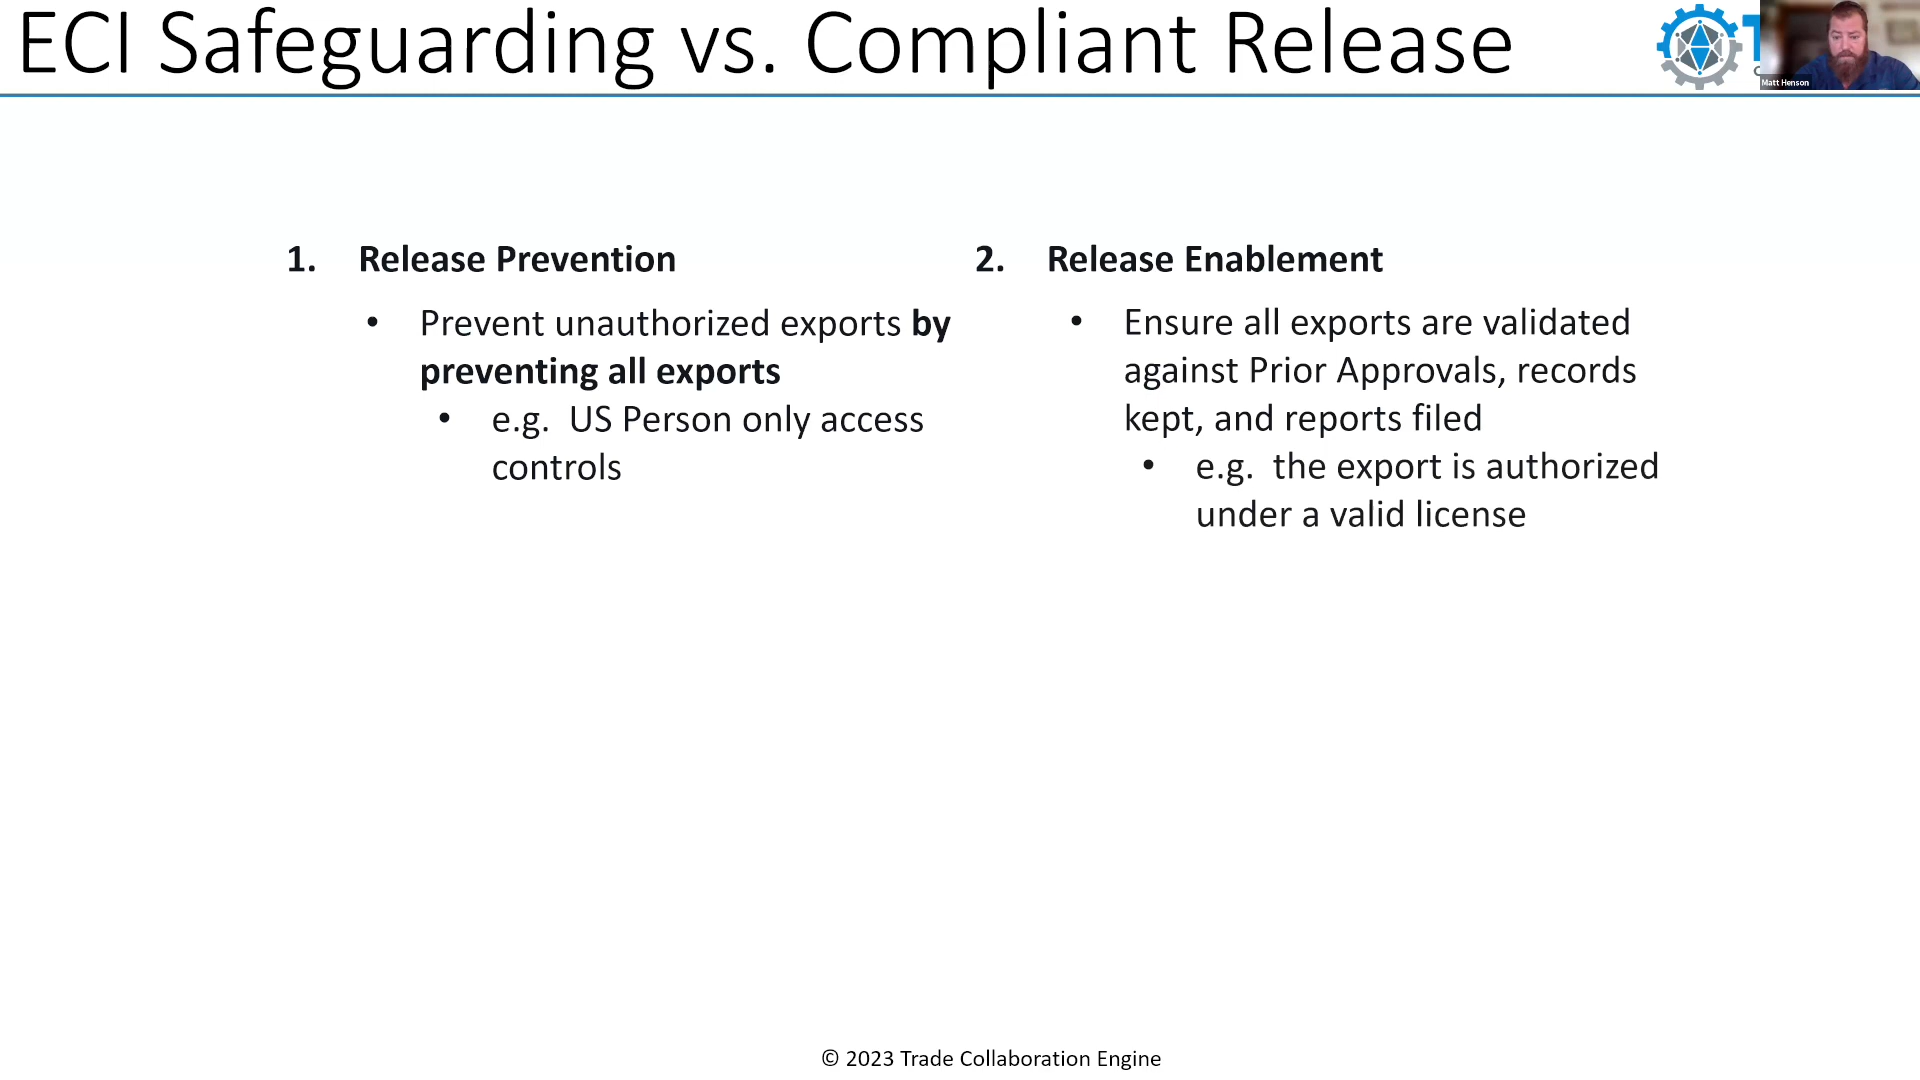 ECI Safeguarding vs. Compliant Release
T
Matt Henson
1. Release Prevention
• Prevent unauthorized exports by
preventing all exports
• e.g. US Person only access
controls
2. Release Enablement
• Ensure all exports are validated
against Prior Approvals, records
kept, and reports filed
• e.g. the export is authorized
under a valid license
© 2023 Trade Collaboration Engine